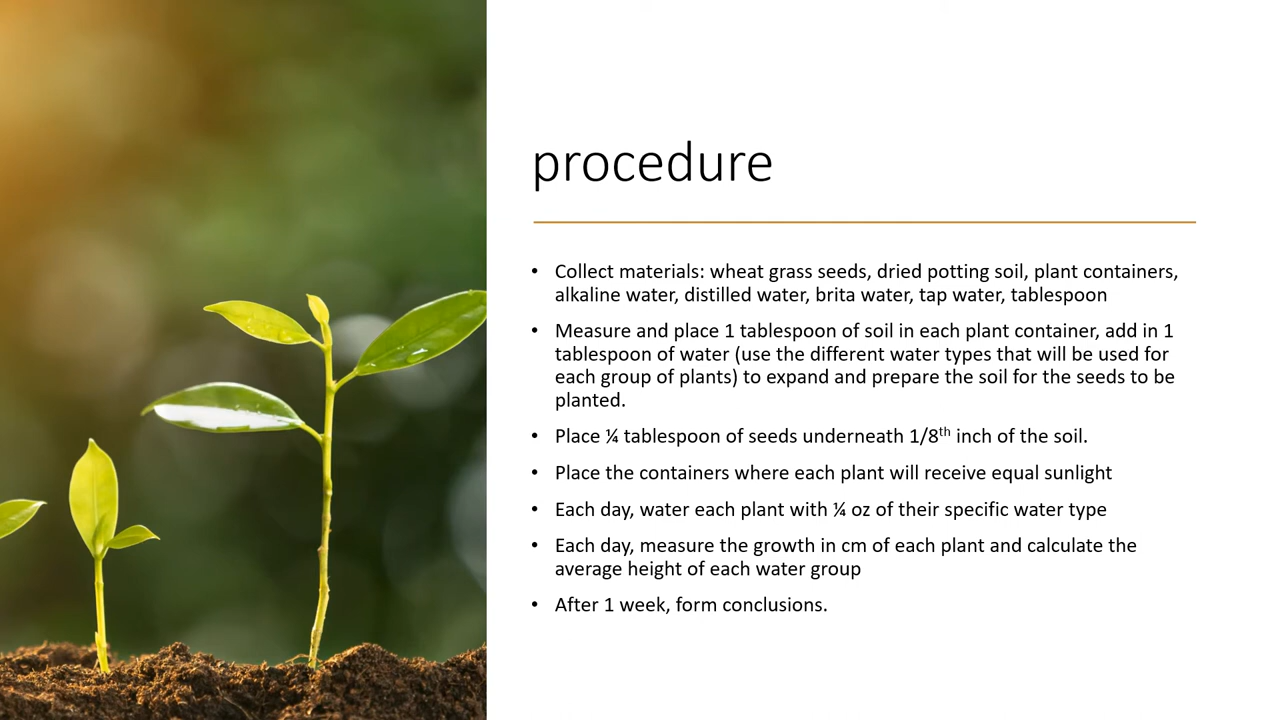 procedure
• Collect materials: wheat grass seeds, dried potting soil, plant containers,
alkaline water, distilled water, brita water, tap water, tablespoon
• Measure and place 1 tablespoon of soil in each plant container, add in 1
tablespoon of water (use the different water types that will be used for
each group of plants) to expand and prepare the soil for the seeds to be
planted.
• Place ¼ tablespoon of seeds underneath 1/8th inch of the soil.
• Place the containers where each plant will receive equal sunlight
• Each day, water each plant with ¼ oz of their specific water type
• Each day, measure the growth in cm of each plant and calculate the
average height of each water group
• After 1 week, form conclusions.